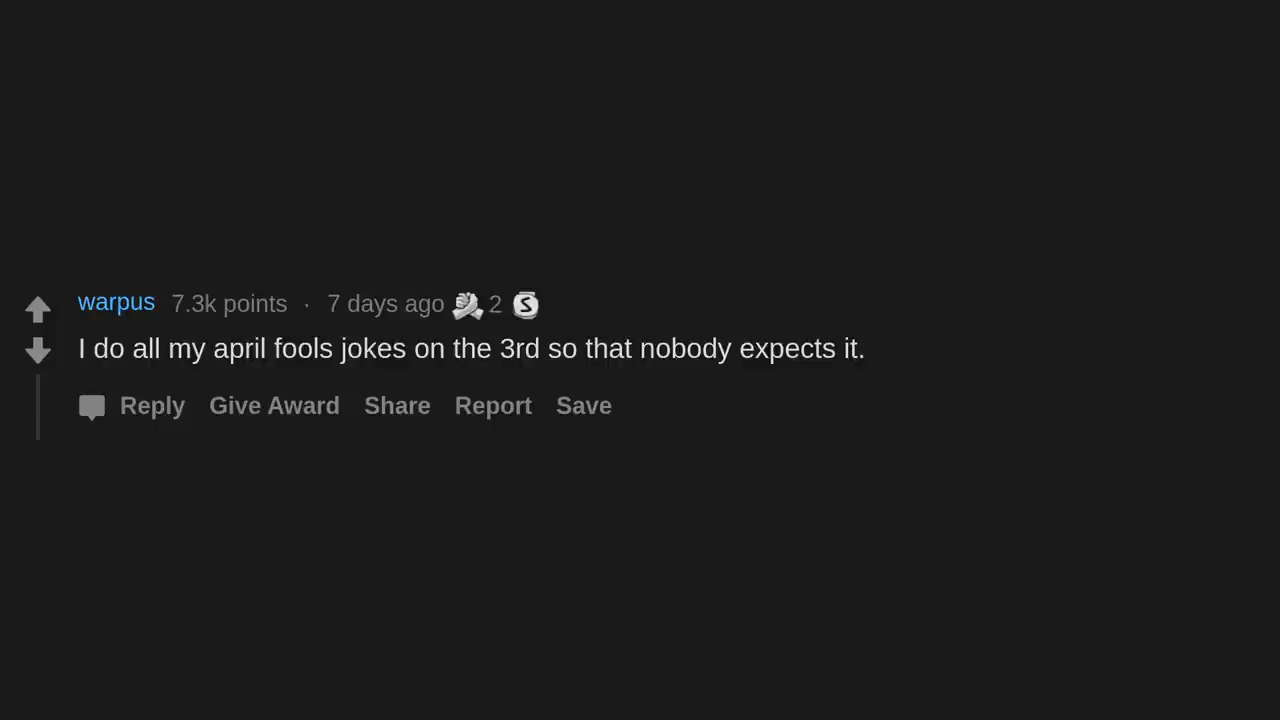 warpus 7.3k points · 7 days ago 2 S
I do all my april fools jokes on the 3rd so that nobody expects it.
Reply Give Award Share Report Save